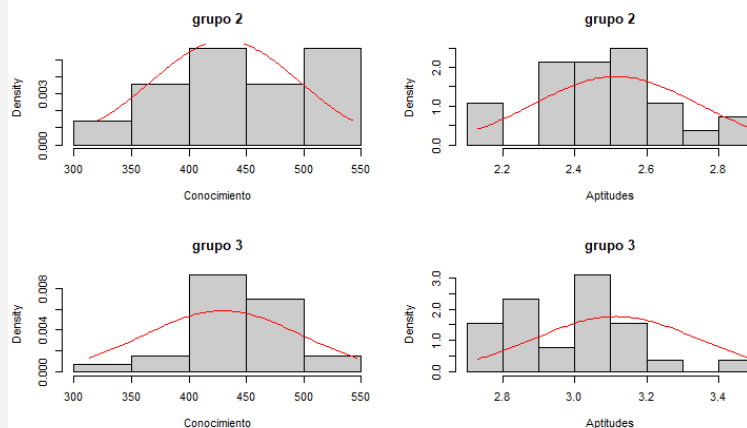 grupo 2
Density
0.000 0.003
300 350 400 450 500 550
Conocimiento
grupo 2
Density
0.0 1.0 2.0
2.2 2.4 2.6 2.8
Aptitudes
grupo 3
Density
0.000 0.004 0.008
300 350 400 450 500 550
Conocimiento
grupo 3
Density
0.0 1.0 2.0 3.0
2.8 3.0 3.2 3.4
Aptitudes